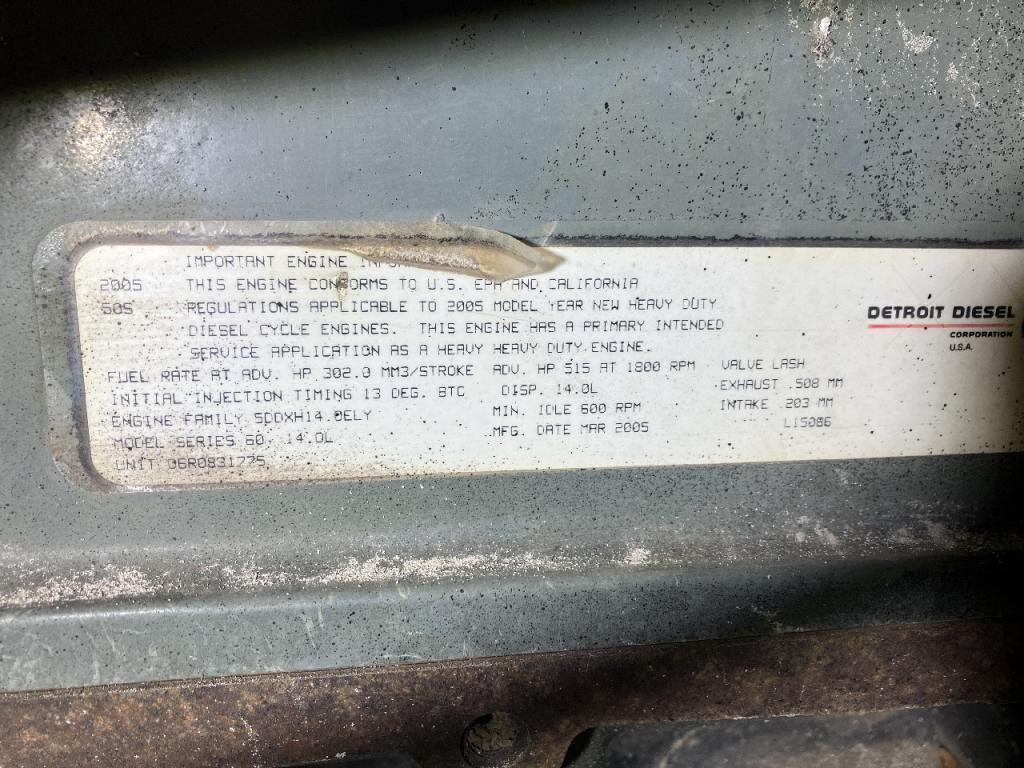 IMPORTANT ENGINE
2005 THIS ENGINE CONFORMS TO U.S. EPA AND CALIFORNIA
60S REGULATIONS APPLICABLE TO 2005 MODEL YEAR NEW HEAVY DUTY
DIESEL CYCLE ENGINES. THIS ENGINE HAS A PRIMARY INTENDED
SERVICE APPLICATION AS A HEAVY HEAVY DUTY ENGINE.
FUEL RATE AT ADV. HP 302.0 MM3/STROKE ADV. HP 515 AT 1800 RPM VALVE LASH
INITIAL INJECTION TIMING 13 DEG. BTC DISP. 14.0L EXHAUST .508 MM
ENGINE FAMILY 5DDXH14.0ELY MIN. IDLE 600 RPM INTAKE .203 MM
MODEL SERIES 60 14.0L MFG. DATE MAR 2005 L15086
UNIT 06R0831775
DETROIT DIESEL
CORPORATION
U.S.A.